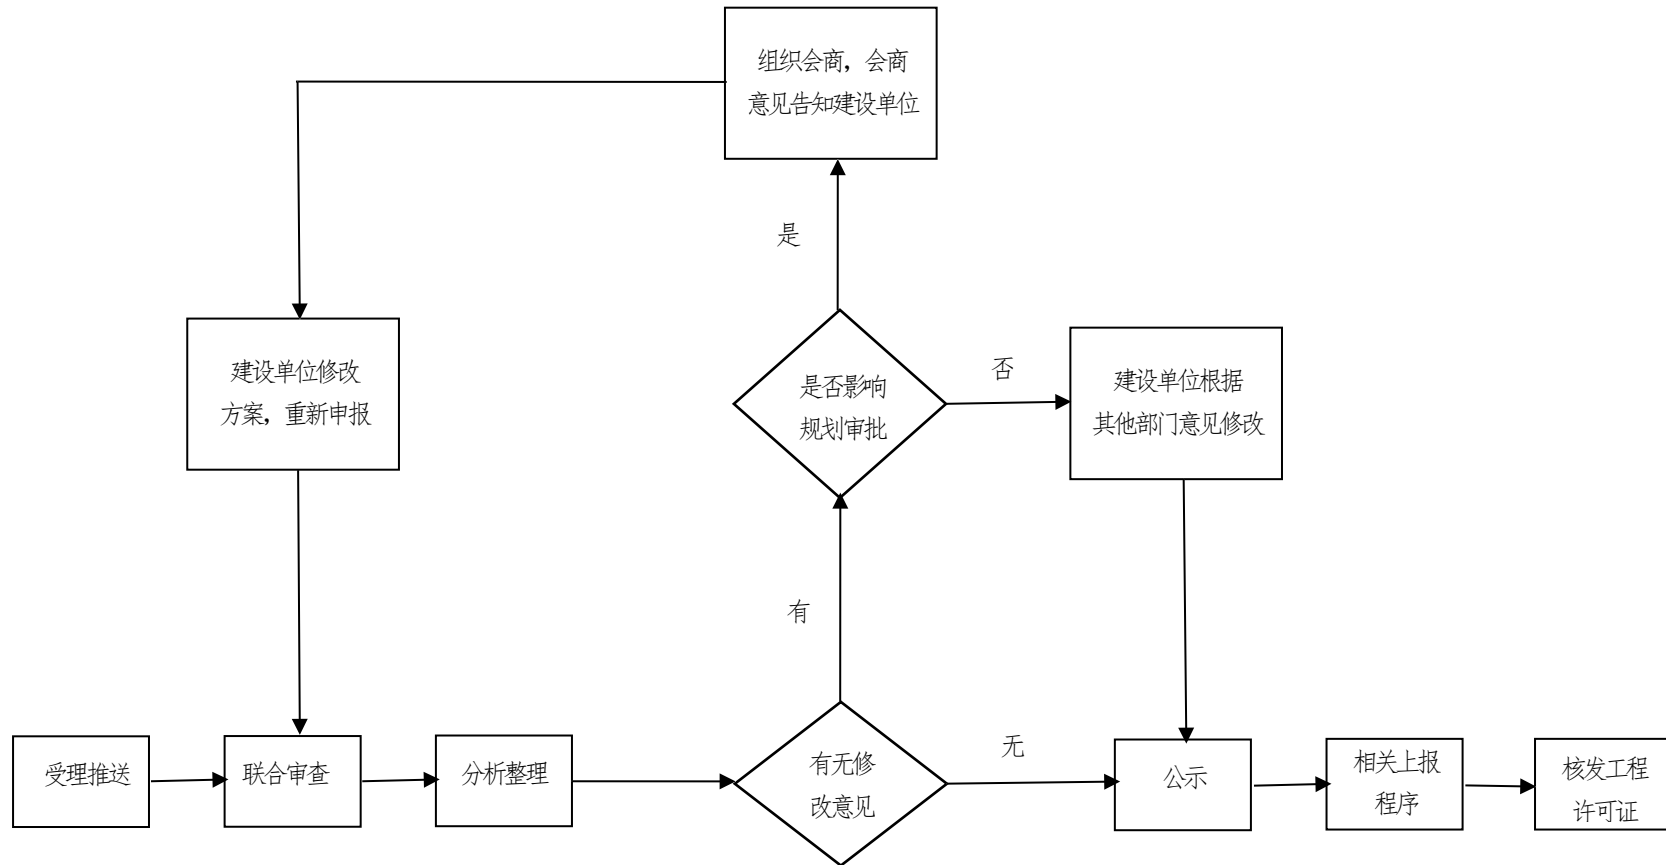 组织会商，会商
意见告知建设单位
是
建设单位修改
方案，重新申报
是否影响
规划审批
否
建设单位根据
其他部门意见修改
有
受理推送
联合审查
分析整理
有无修
改意见
无
公示
相关上报
程序
核发工程
许可证